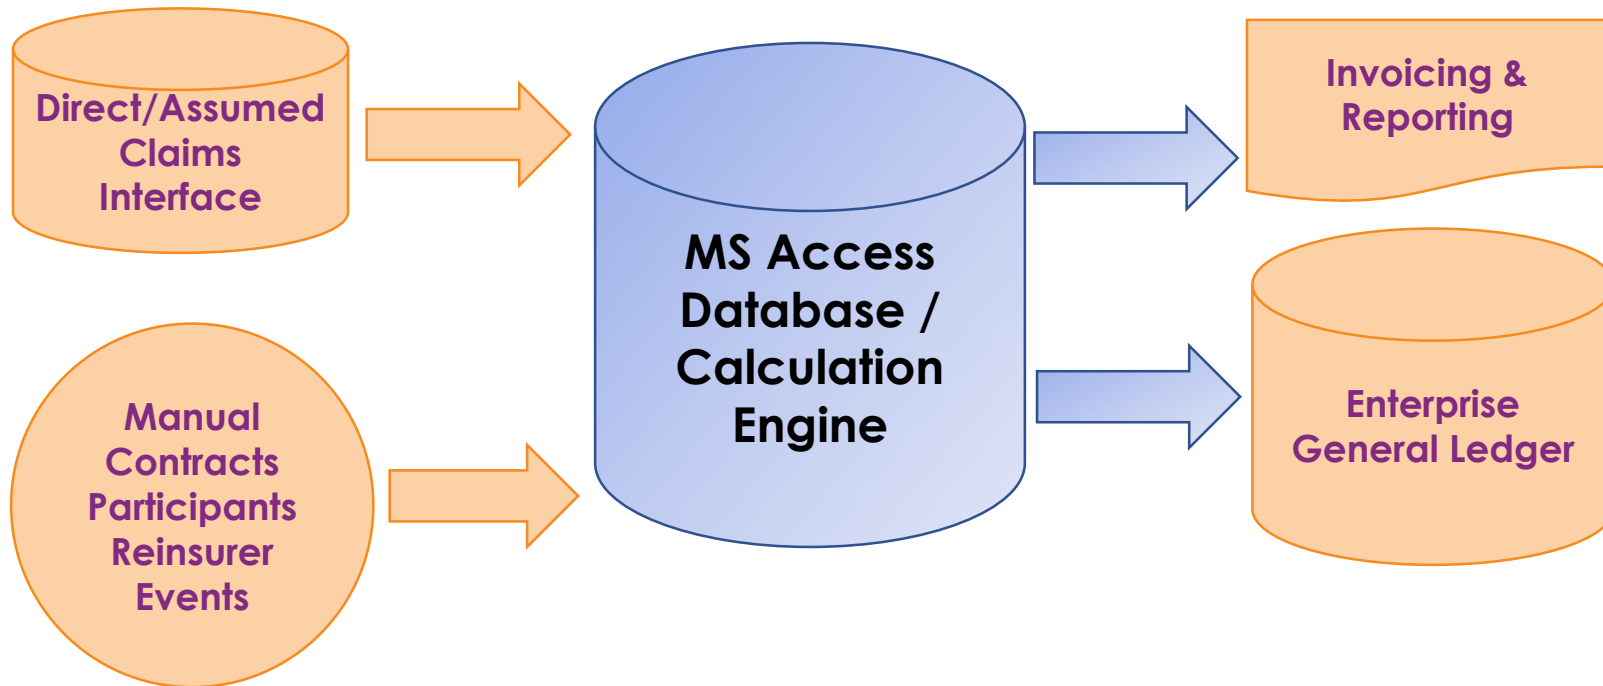 Direct/Assumed
Claims
Interface
Manual
Contracts
Participants
Reinsurer
Events
MS Access
Database /
Calculation
Engine
Invoicing &
Reporting
Enterprise
General Ledger